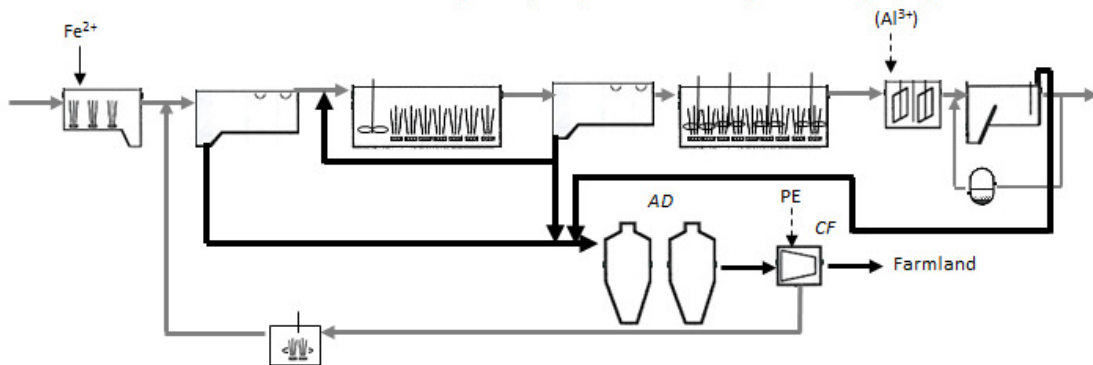 Fe²⁺
(Al³⁺)
AD
PE
CF
Farmland